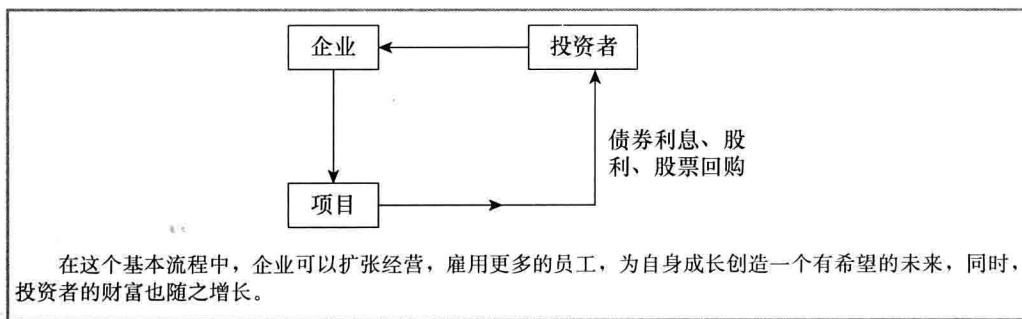 企业
投资者
债券利息、股
利、股票回购
项目
在这个基本流程中，企业可以扩张经营，雇用更多的员工，为自身成长创造一个有希望的未来，同时，
投资者的财富也随之增长。